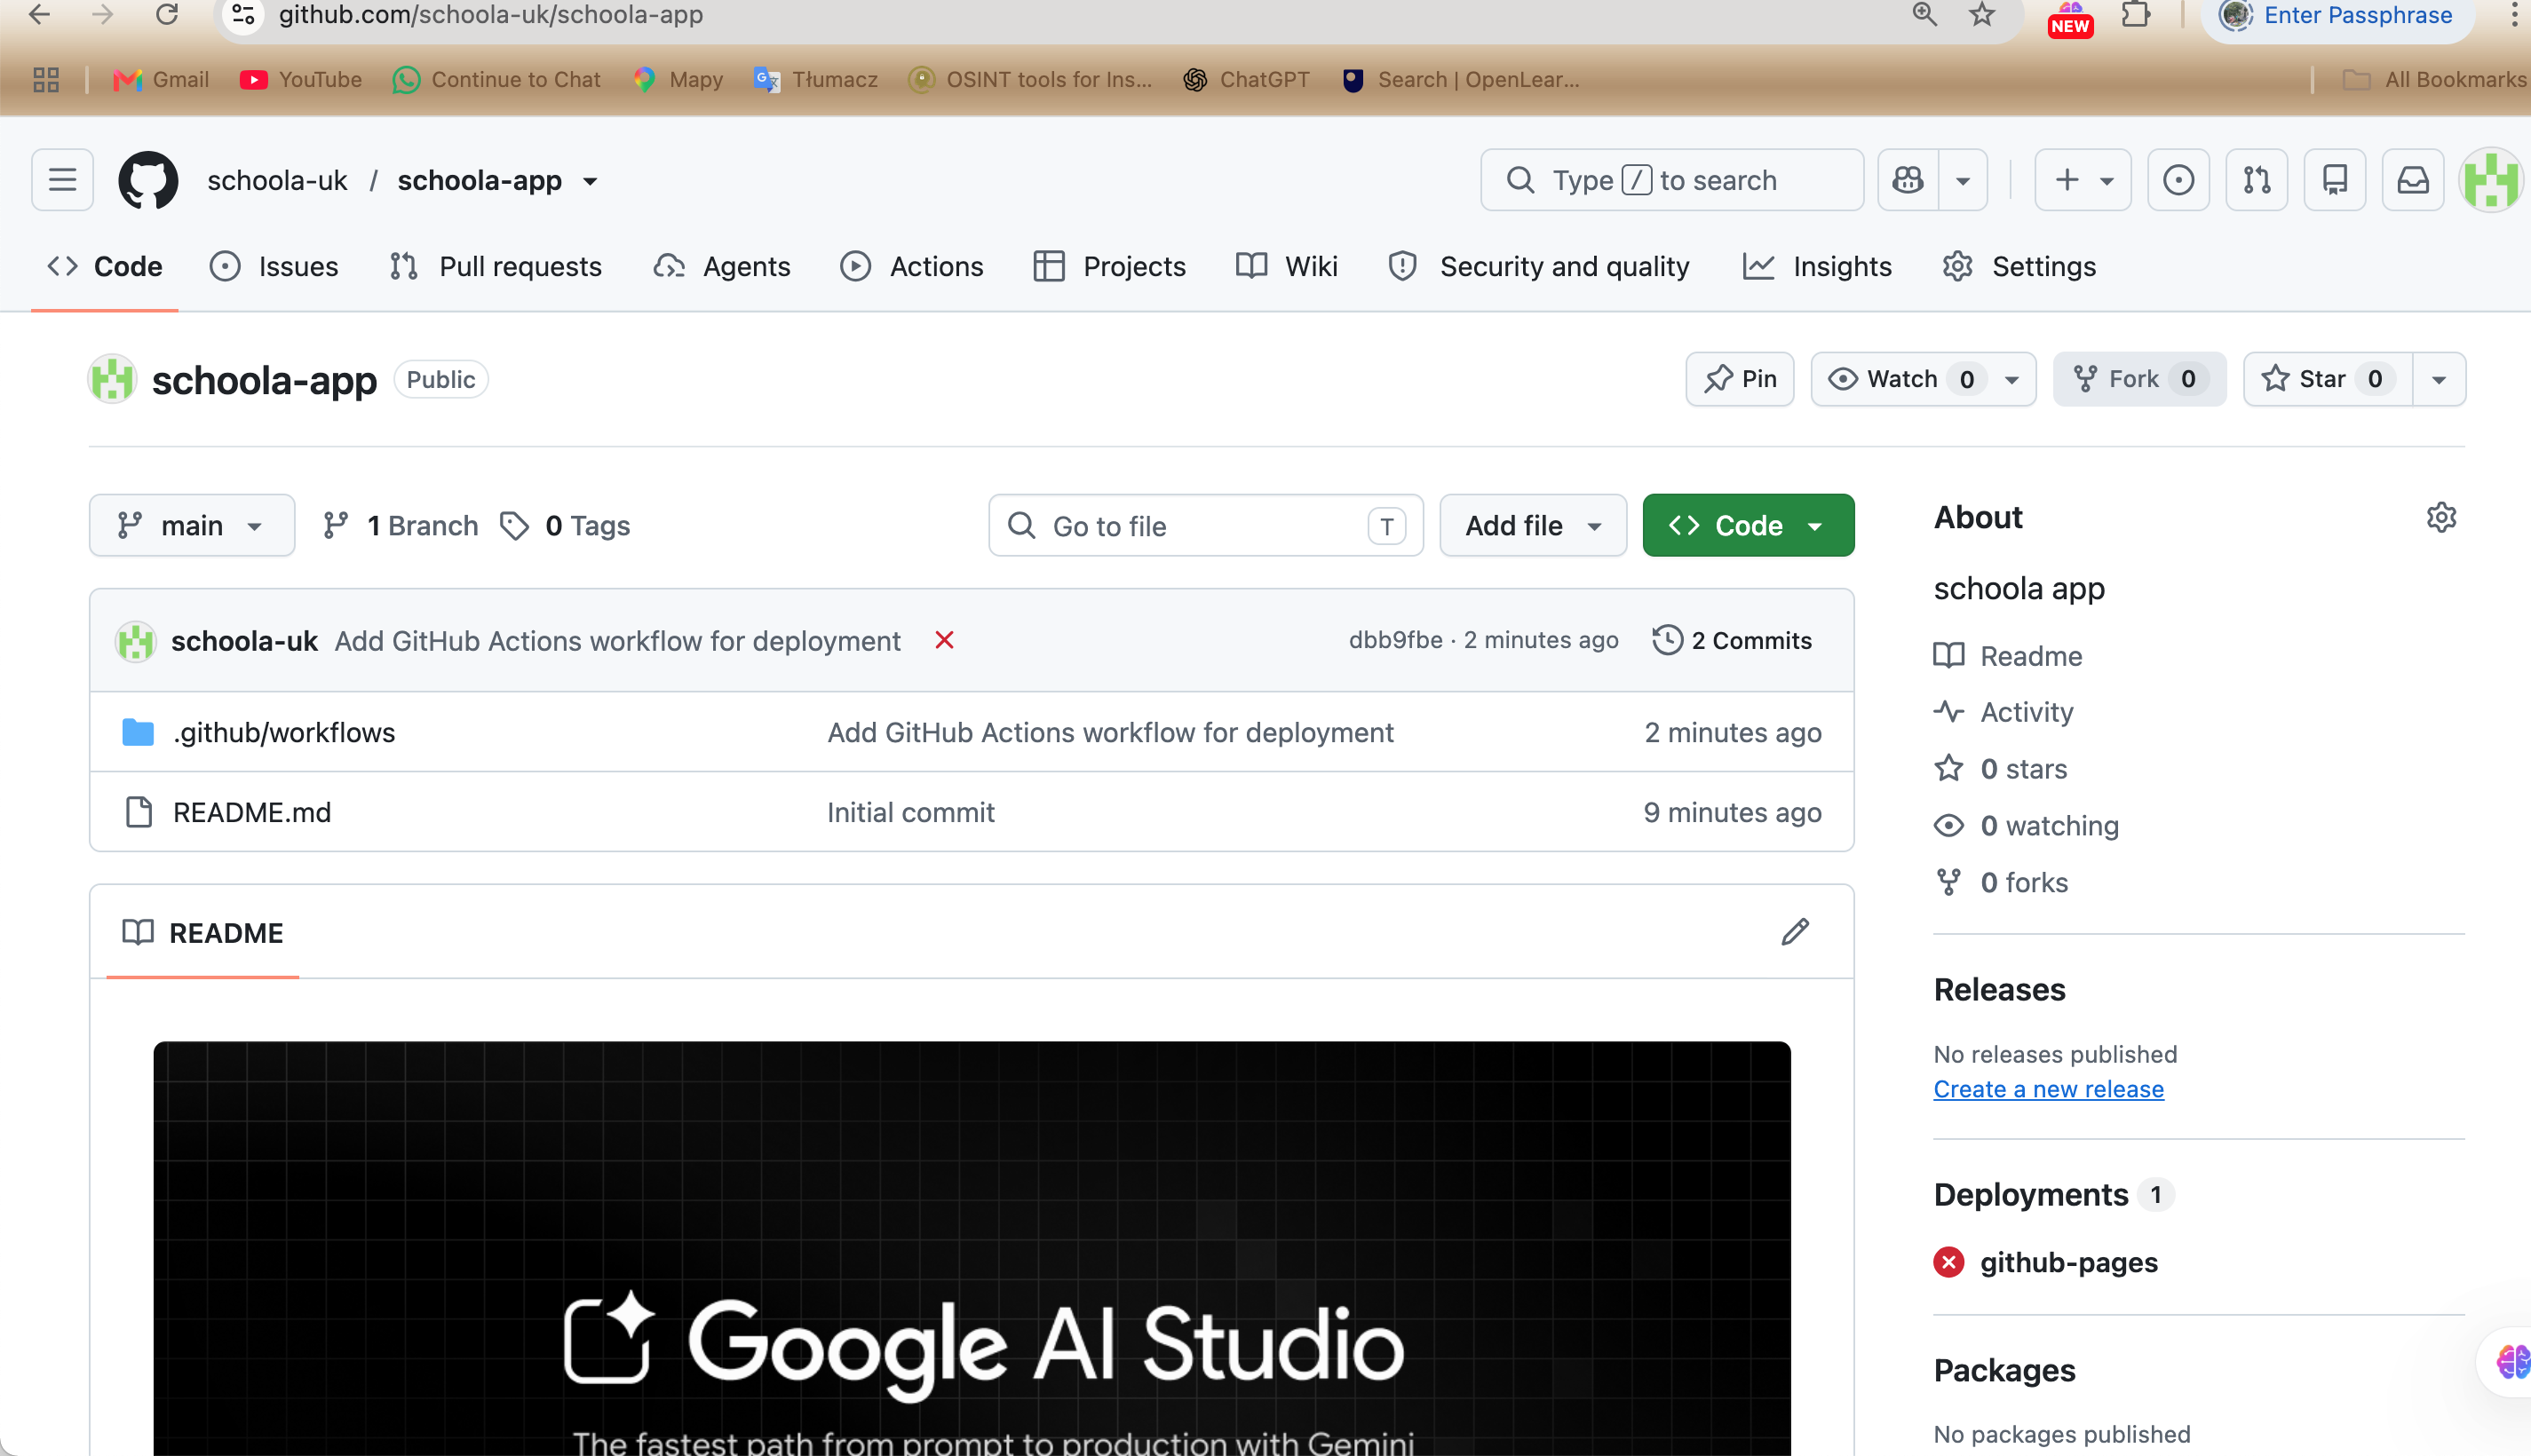 github.com/schoola-uk/schoola-app
NEW
Enter Passphrase
Gmail
YouTube
Continue to Chat
Mapy
Tłumacz
OSINT tools for Ins...
ChatGPT
Search | OpenLear...
All Bookmarks
schoola-uk / schoola-app
Type / to search
Code
Issues
Pull requests
Agents
Actions
Projects
Wiki
Security and quality
Insights
Settings
schoola-app Public
Pin
Watch 0
Fork 0
Star 0
main
1 Branch
0 Tags
Go to file T
Add file
Code
schoola-uk Add GitHub Actions workflow for deployment
dbb9fbe · 2 minutes ago
2 Commits
.github/workflows Add GitHub Actions workflow for deployment 2 minutes ago
README.md Initial commit 9 minutes ago
README
Google AI Studio
The fastest path from prompt to production with Gemini
About
schoola app
Readme
Activity
0 stars
0 watching
0 forks
Releases
No releases published
Create a new release
Deployments 1
github-pages
Packages
No packages published